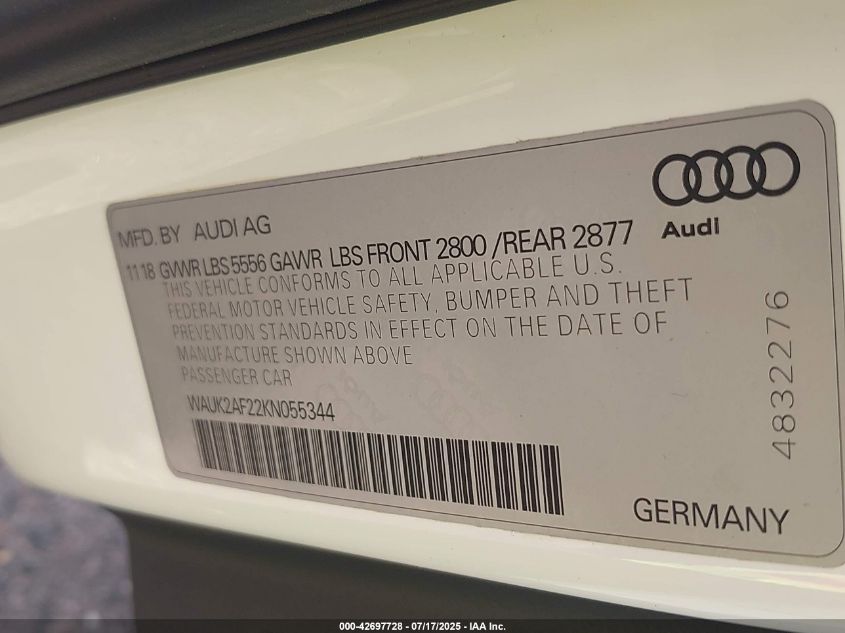 MFD. BY AUDI AG
Audi
11 18 GVWR LBS 5556 GAWR LBS FRONT 2800 /REAR 2877
THIS VEHICLE CONFORMS TO ALL APPLICABLE U.S.
FEDERAL MOTOR VEHICLE SAFETY, BUMPER AND THEFT
PREVENTION STANDARDS IN EFFECT ON THE DATE OF
MANUFACTURE SHOWN ABOVE
PASSENGER CAR
WAUK2AF22KN055344
4832276
GERMANY
000-42697728 - 07/17/2025 - IAA Inc.